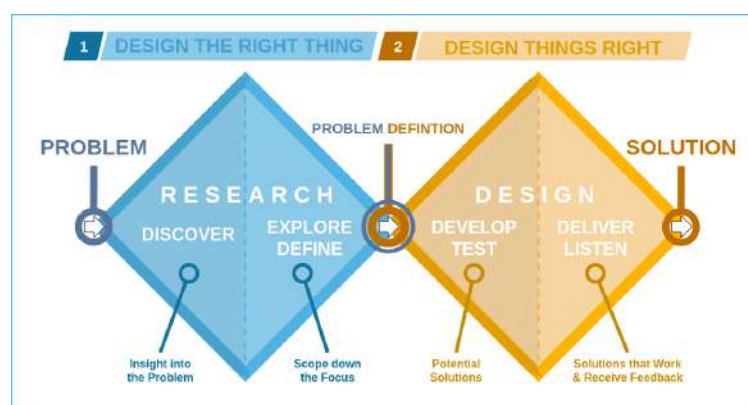 1 DESIGN THE RIGHT THING 2 DESIGN THINGS RIGHT
PROBLEM
PROBLEM DEFINTION
SOLUTION
RESEARCH
DISCOVER
EXPLORE
DEFINE
DESIGN
DEVELOP
TEST
DELIVER
LISTEN
Insight into
the Problem
Scope down
the Focus
Potential
Solutions
Solutions that Work
& Receive Feedback